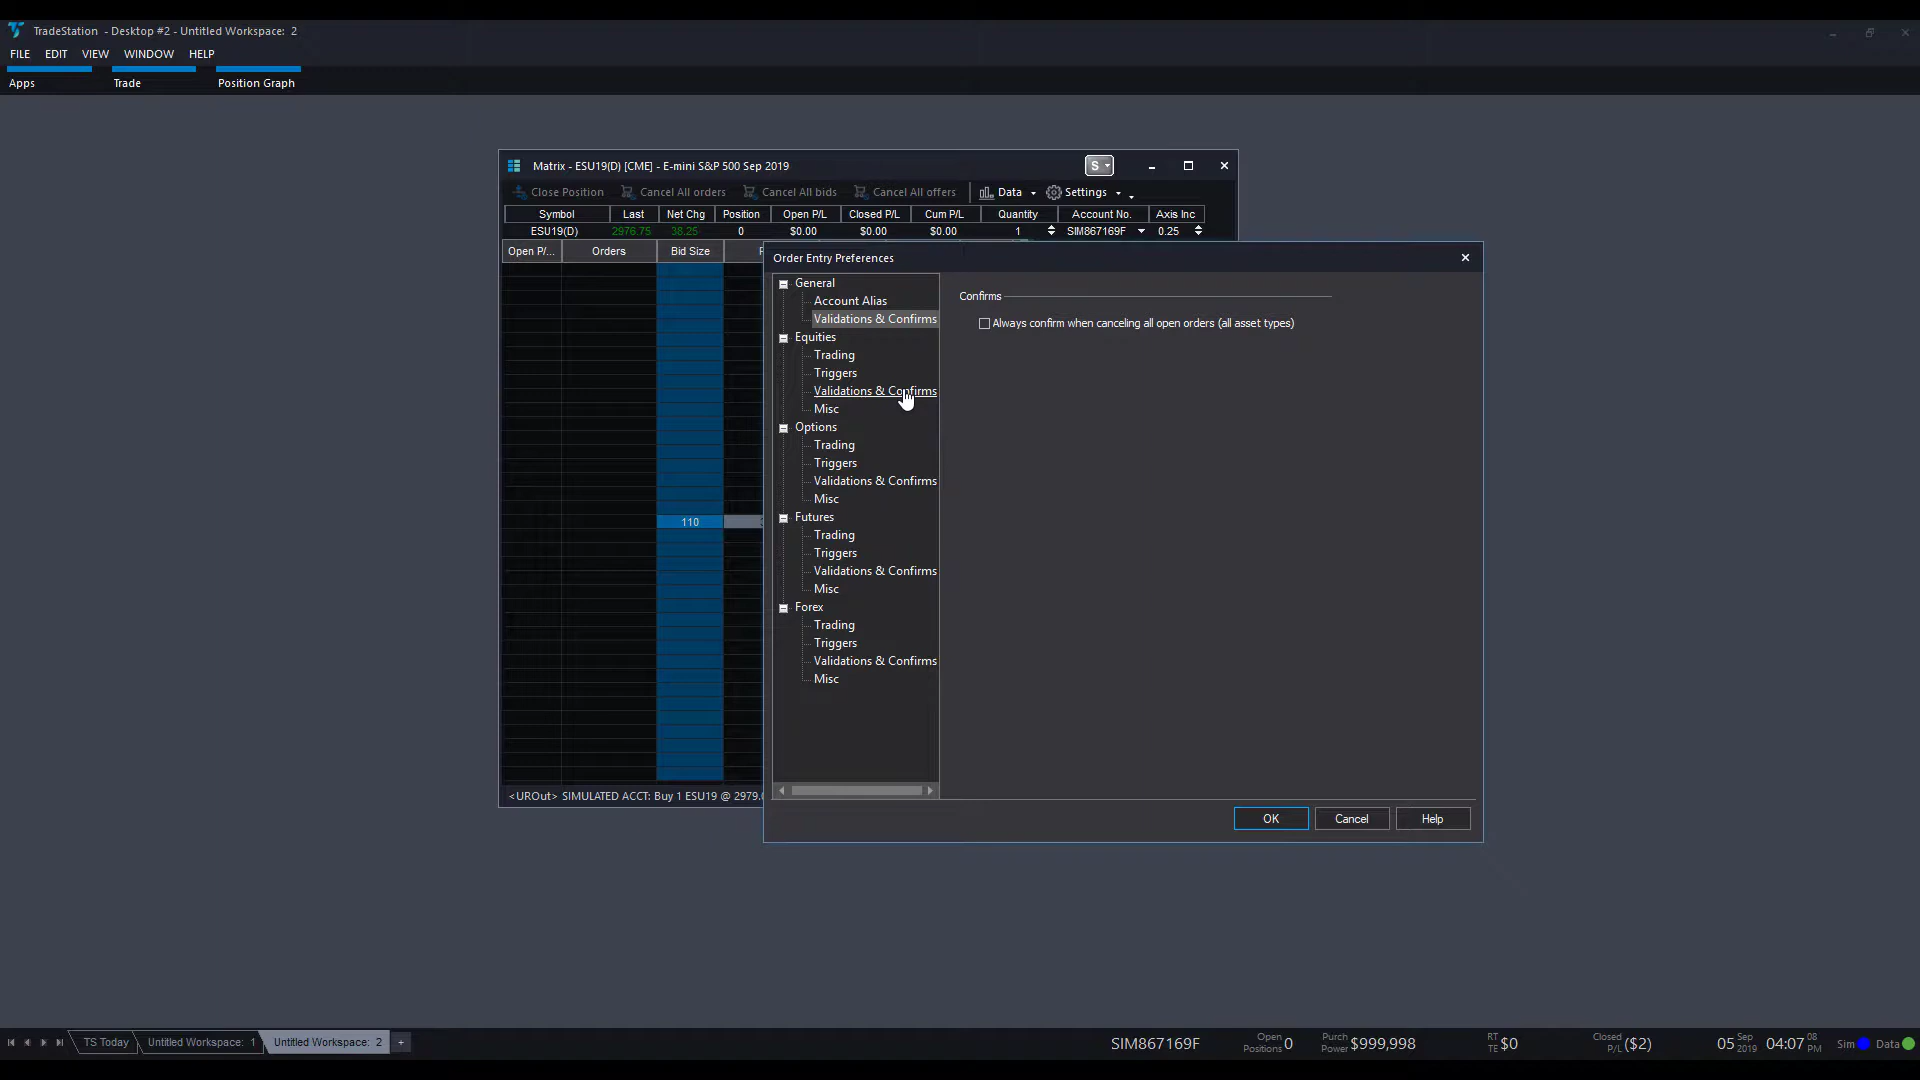 TradeStation - Desktop #2 - Untitled Workspace: 2
FILE EDIT VIEW WINDOW HELP
Apps Trade Position Graph
Matrix - ESU19(D) [CME] - E-mini S&P 500 Sep 2019
S
Close Position Cancel All orders Cancel All bids Cancel All offers Data Settings
Symbol Last Net Chg Position Open P/L Closed P/L Cum P/L Quantity Account No. Axis Inc
ESU19(D) 2976.75 38.25 0 $0.00 $0.00 $0.00 1 SIM867169F 0.25
Open P/... Orders Bid Size
110
<UROut> SIMULATED ACCT: Buy 1 ESU19 @ 2979.
Order Entry Preferences
General
Account Alias
Validations & Confirms
Equities
Trading
Triggers
Validations & Confirms
Misc
Options
Trading
Triggers
Validations & Confirms
Misc
Futures
Trading
Triggers
Validations & Confirms
Misc
Forex
Trading
Triggers
Validations & Confirms
Misc
Confirms
Always confirm when canceling all open orders (all asset types)
OK Cancel Help
TS Today Untitled Workspace: 1 Untitled Workspace: 2 +
SIM867169F
Open Positions 0
Purch Power $999,998
RT TE $0
Closed P/L ($2)
05 Sep 2019 04:07 08 PM
Sim Data